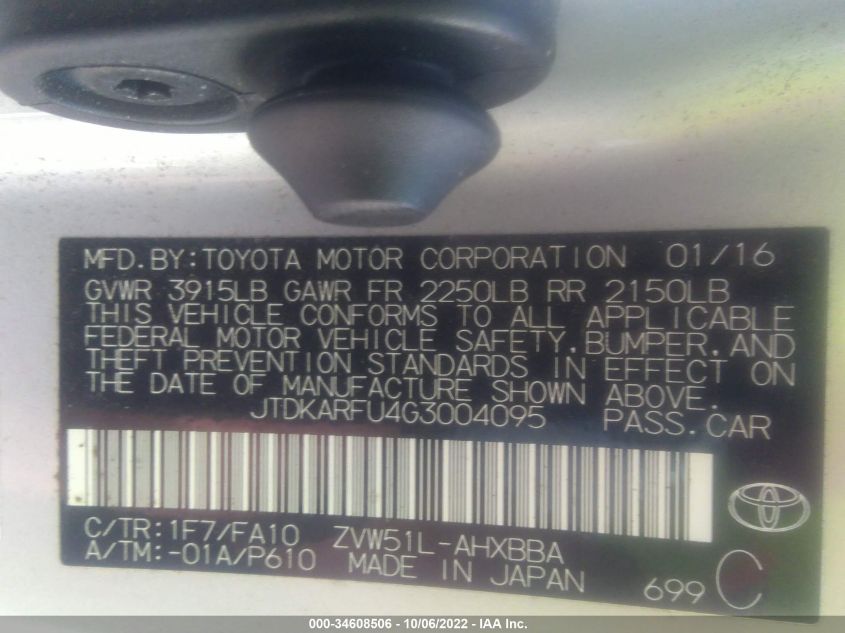 MFD.BY:TOYOTA MOTOR CORPORATION 01/16
GVWR 3915LB GAWR FR 2250LB RR 2150LB
THIS VEHICLE CONFORMS TO ALL APPLICABLE
FEDERAL MOTOR VEHICLE SAFETY,BUMPER,AND
THEFT PREVENTION STANDARDS IN EFFECT ON
THE DATE OF MANUFACTURE SHOWN ABOVE.
JTDKARFU4G3004095 PASS.CAR
C/TR:1F7/FA10 ZVW51L-AHXBBA
A/TM:-01A/P610 MADE IN JAPAN 699 C
000-34608506 - 10/06/2022 - IAA Inc.